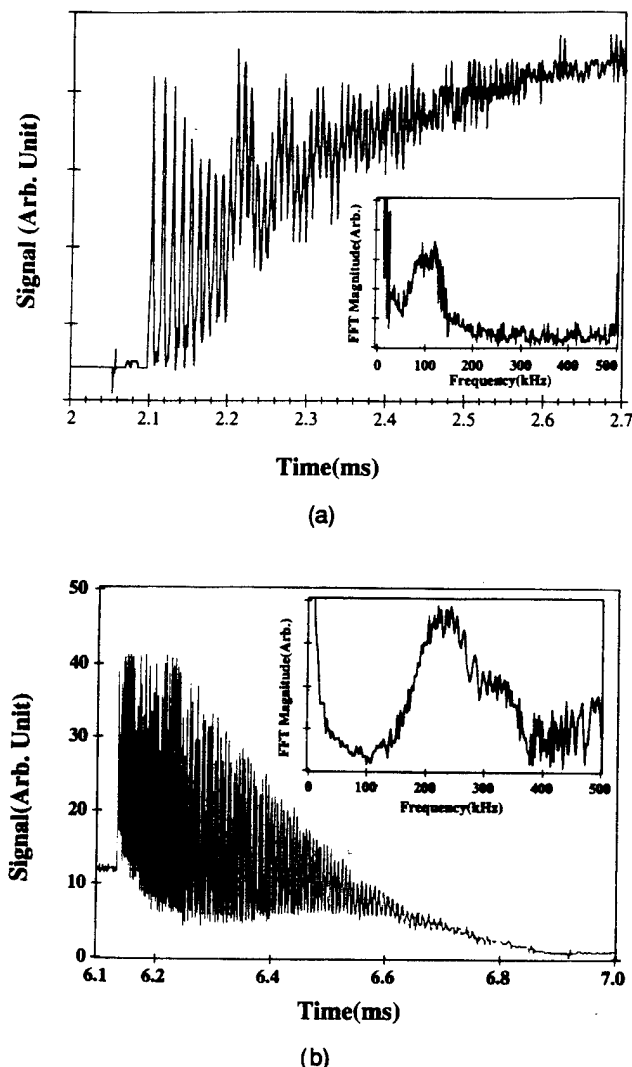 Signal (Arb. Unit)
FFT Magnitude(Arb.)
0 100 200 300 400 500
Frequency(kHz)
2 2.1 2.2 2.3 2.4 2.5 2.6 2.7
Time(ms)
(a)
50
40
30
20
10
0
Signal(Arb. Unit)
FFT Magnitude(Arb.)
0 100 200 300 400 500
Frequency(kHz)
6.1 6.2 6.4 6.6 6.8 7.0
Time(ms)
(b)